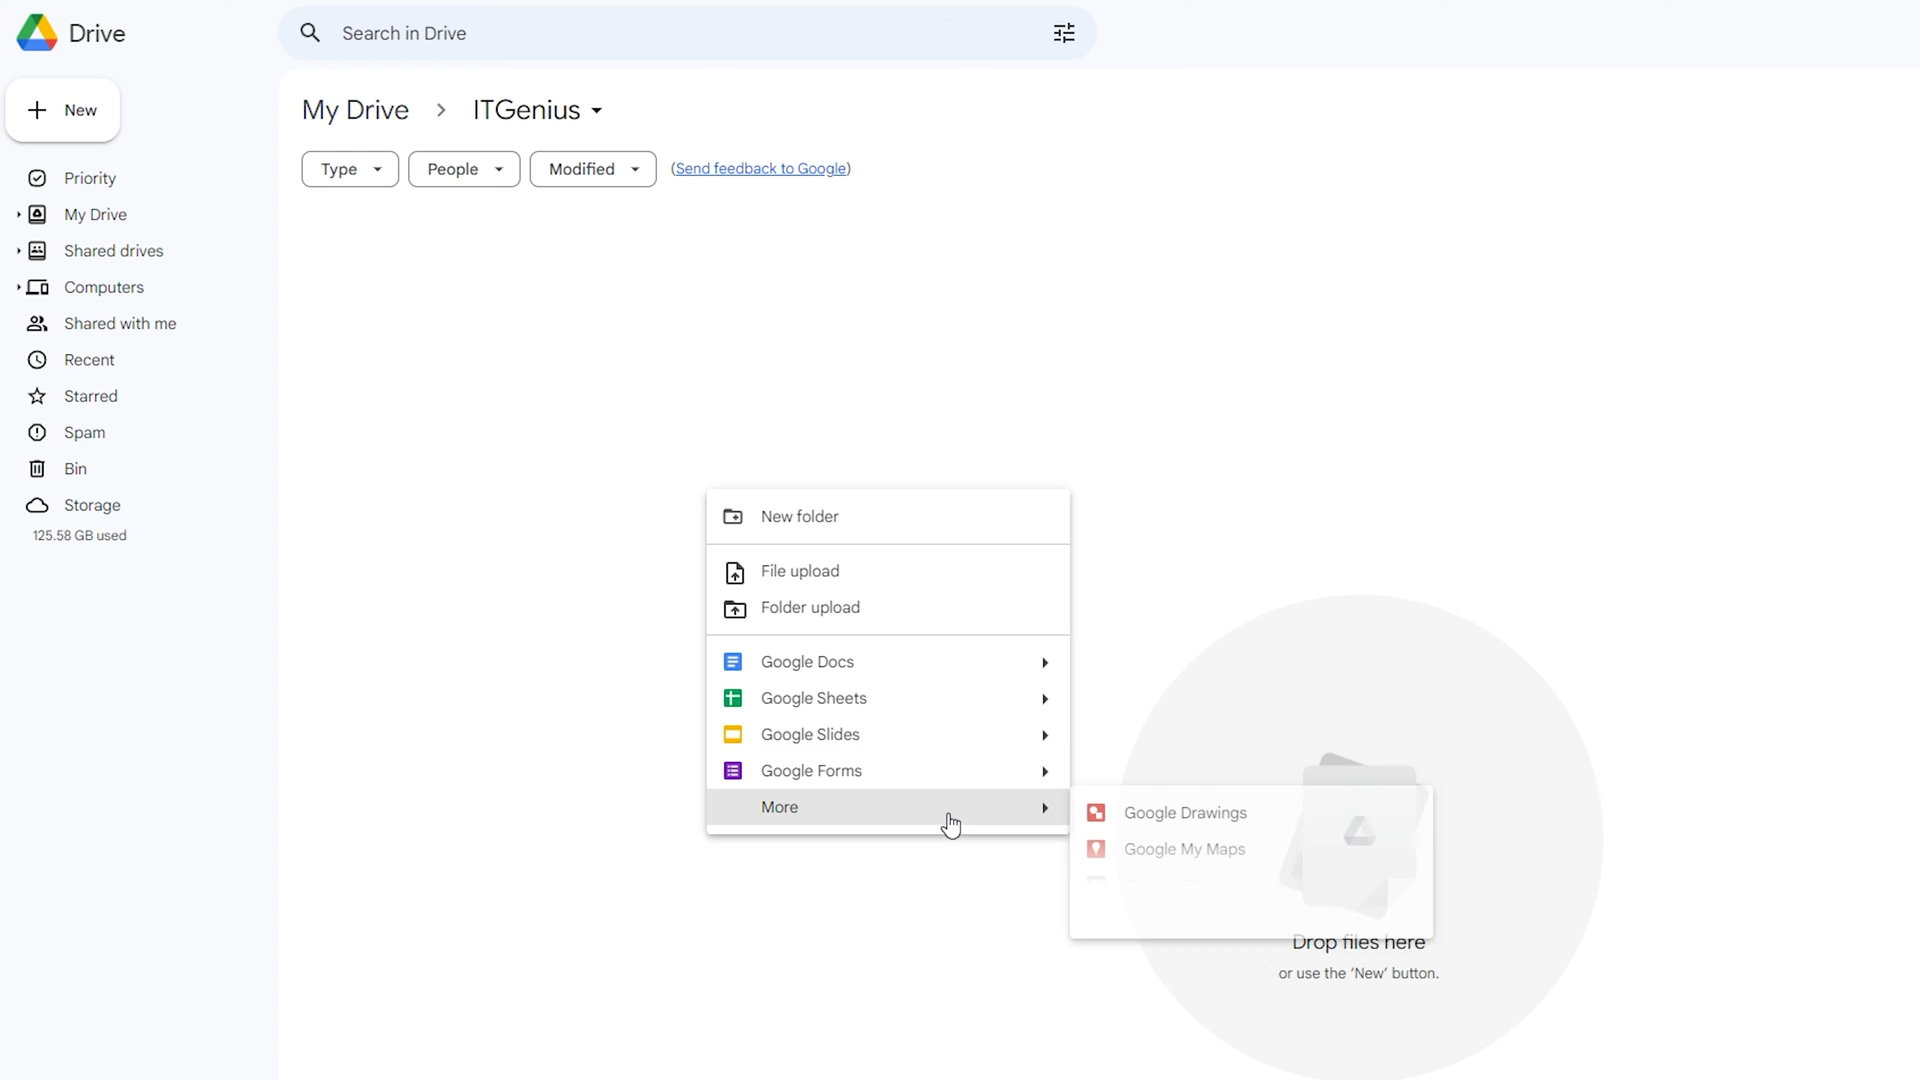 Drive
Search in Drive
New
My Drive > ITGenius
Type
People
Modified
(Send feedback to Google)
Priority
My Drive
Shared drives
Computers
Shared with me
Recent
Starred
Spam
Bin
Storage
125.58 GB used
New folder
File upload
Folder upload
Google Docs
Google Sheets
Google Slides
Google Forms
More
Google Drawings
Google My Maps
Drop files here
or use the ‘New’ button.